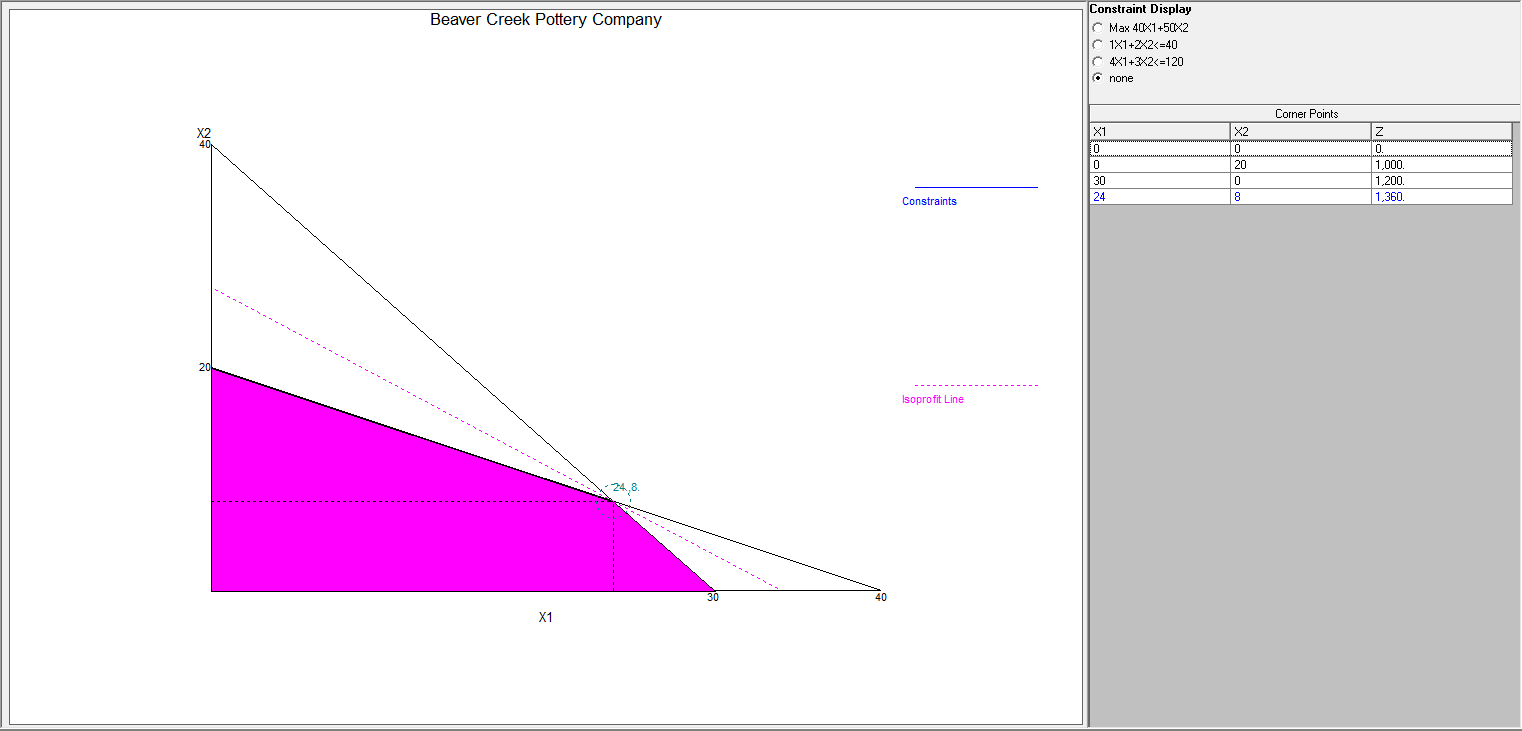 Beaver Creek Pottery Company
X2
40
20
24, 8.
30
40
X1
Constraints
Isoprofit Line
Constraint Display
Max 40X1+50X2
1X1+2X2<=40
4X1+3X2<=120
none
Corner Points
X1 X2 Z
0 0 0.
0 20 1,000.
30 0 1,200.
24 8 1,360.